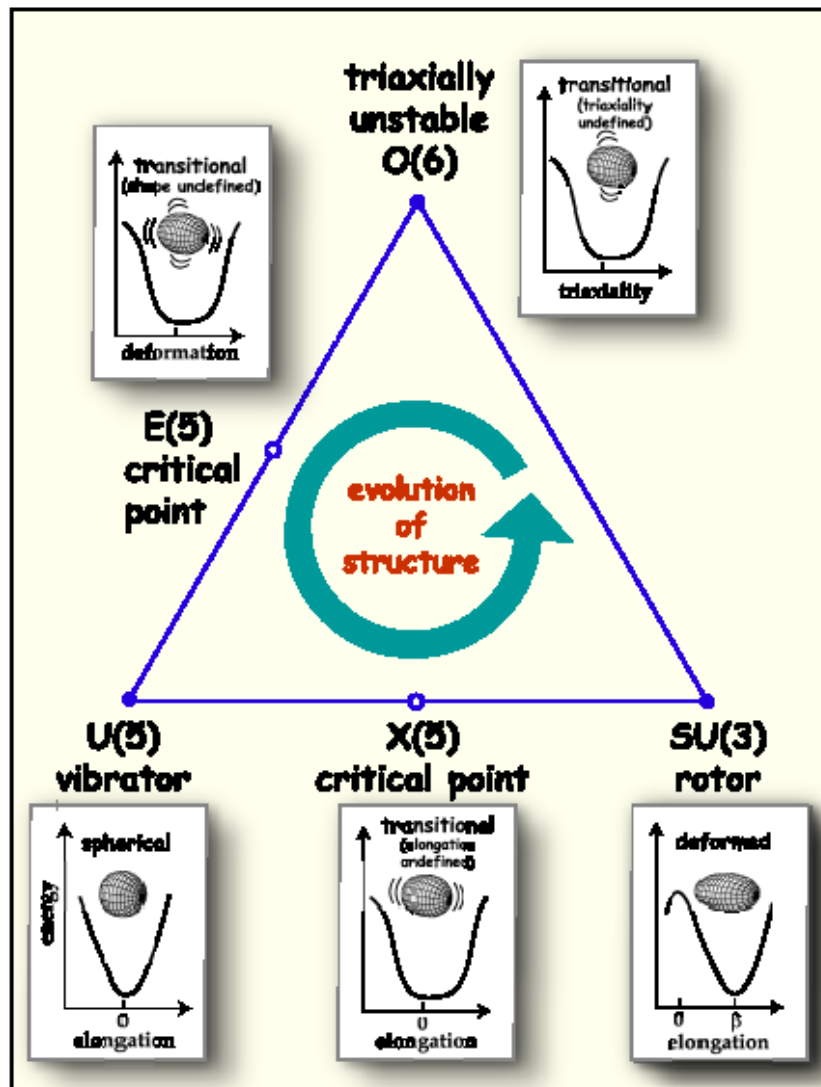 triaxially
unstable
O(6)
transitional
(triaxiality
undefined)
triaxiality
transitional
(shape undefined)
deformation
E(5)
critical
point
evolution
of
structure
U(5)
vibrator
X(5)
critical point
SU(3)
rotor
spherical
energy
0
elongation
transitional
(elongation
undefined)
0
elongation
deformed
0 β
elongation